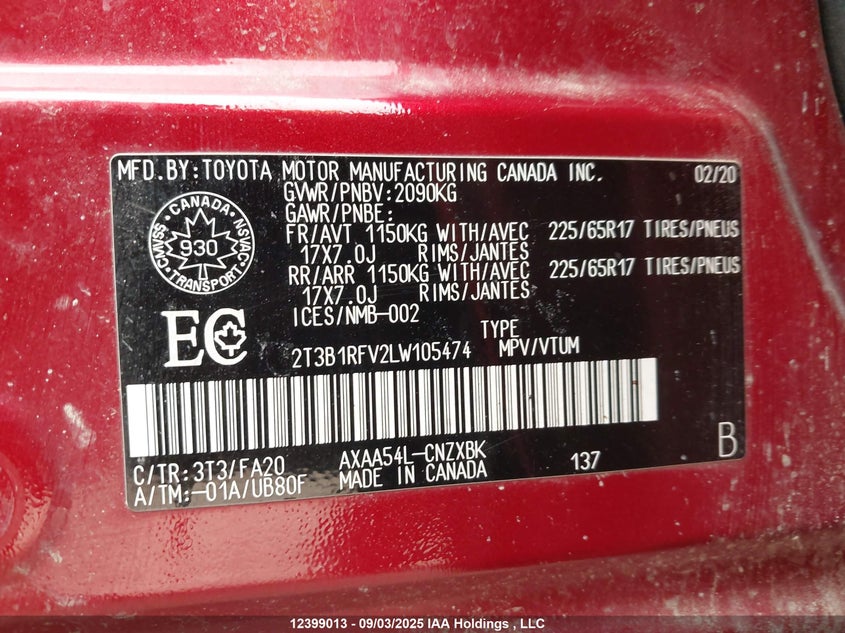 MFD.BY:TOYOTA MOTOR MANUFACTURING CANADA INC. 02/20
GVWR/PNBV:2090KG
GAWR/PNBE:
FR/AVT 1150KG WITH/AVEC 225/65R17 TIRES/PNEUS
17X7.0J RIMS/JANTES
RR/ARR 1150KG WITH/AVEC 225/65R17 TIRES/PNEUS
17X7.0J RIMS/JANTES
ICES/NMB-002
CANADA
CMVSS 930 NSVAC
TRANSPORT
EC
TYPE
2T3B1RFV2LW105474 MPV/VTUM
B
C/TR:3T3/FA20 AXAA54L-CNZXBK 137
A/TM:-01A/UB80F MADE IN CANADA
12399013 - 09/03/2025 IAA Holdings , LLC